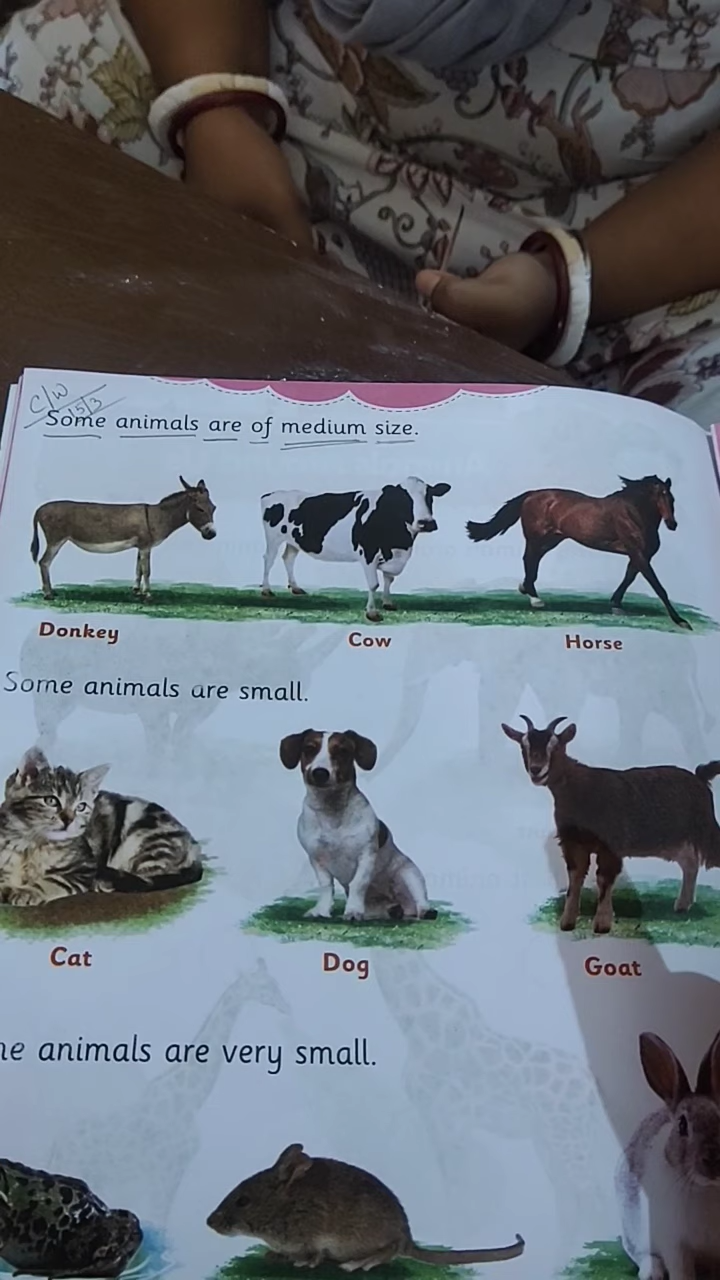 C/W
15/3
Some animals are of medium size.
Donkey Cow Horse
Some animals are small.
Cat Dog Goat
me animals are very small.